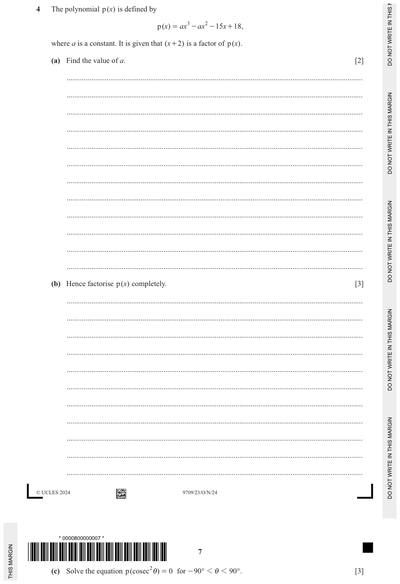 4 The polynomial p(x) is defined by
p(x) = ax³ − ax² − 15x + 18,
where a is a constant. It is given that (x+2) is a factor of p(x).
(a) Find the value of a. [2]
(b) Hence factorise p(x) completely. [3]
© UCLES 2024 9709/23/O/N/24
* 0000800000007 *
7
(c) Solve the equation p(cosec² θ) = 0 for −90° < θ < 90°. [3]
DO NOT WRITE IN THIS
DO NOT WRITE IN THIS MARGIN
DO NOT WRITE IN THIS MARGIN
DO NOT WRITE IN THIS MARGIN
DO NOT WRITE IN THIS MARGIN
THIS MARGIN